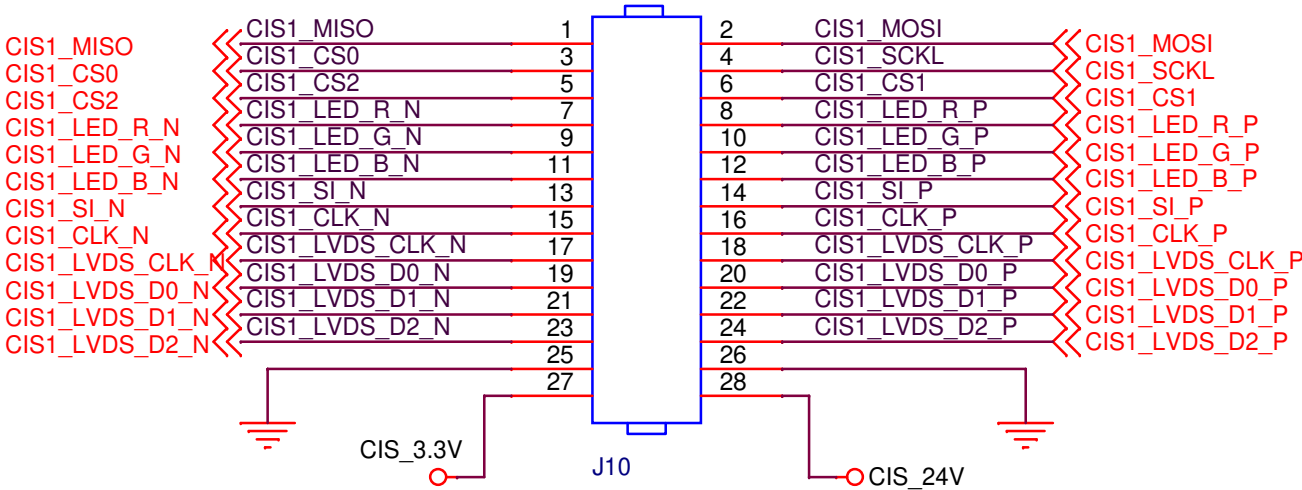 CIS1_MISO CIS1_MISO 1 2 CIS1_MOSI CIS1_MOSI
CIS1_CS0 CIS1_CS0 3 4 CIS1_SCKL CIS1_SCKL
CIS1_CS2 CIS1_CS2 5 6 CIS1_CS1 CIS1_CS1
CIS1_LED_R_N CIS1_LED_R_N 7 8 CIS1_LED_R_P CIS1_LED_R_P
CIS1_LED_G_N CIS1_LED_G_N 9 10 CIS1_LED_G_P CIS1_LED_G_P
CIS1_LED_B_N CIS1_LED_B_N 11 12 CIS1_LED_B_P CIS1_LED_B_P
CIS1_SI_N CIS1_SI_N 13 14 CIS1_SI_P CIS1_SI_P
CIS1_CLK_N CIS1_CLK_N 15 16 CIS1_CLK_P CIS1_CLK_P
CIS1_LVDS_CLK_N CIS1_LVDS_CLK_N 17 18 CIS1_LVDS_CLK_P CIS1_LVDS_CLK_P
CIS1_LVDS_D0_N CIS1_LVDS_D0_N 19 20 CIS1_LVDS_D0_P CIS1_LVDS_D0_P
CIS1_LVDS_D1_N CIS1_LVDS_D1_N 21 22 CIS1_LVDS_D1_P CIS1_LVDS_D1_P
CIS1_LVDS_D2_N CIS1_LVDS_D2_N 23 24 CIS1_LVDS_D2_P CIS1_LVDS_D2_P
25 26
27 28
CIS_3.3V J10 CIS_24V